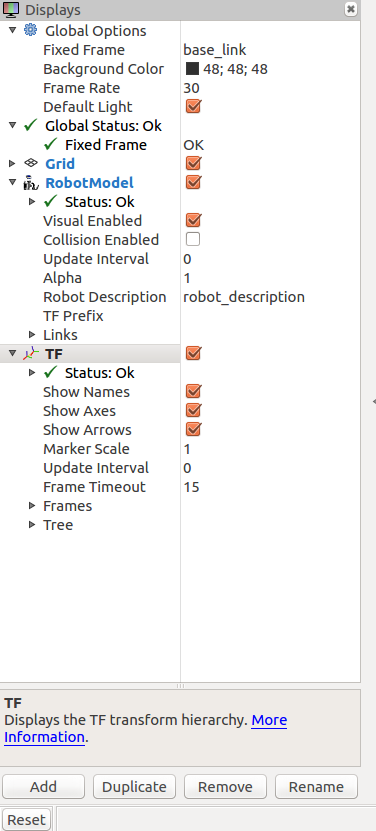 Displays
Global Options
Fixed Frame base_link
Background Color 48; 48; 48
Frame Rate 30
Default Light
Global Status: Ok
Fixed Frame OK
Grid
RobotModel
Status: Ok
Visual Enabled
Collision Enabled
Update Interval 0
Alpha 1
Robot Description robot_description
TF Prefix
Links
TF
Status: Ok
Show Names
Show Axes
Show Arrows
Marker Scale 1
Update Interval 0
Frame Timeout 15
Frames
Tree
TF
Displays the TF transform hierarchy. More
Information.
Add Duplicate Remove Rename
Reset